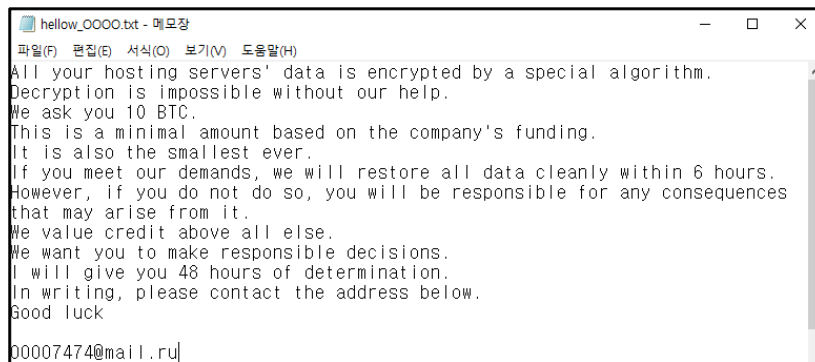 hellow_OOOO.txt - 메모장
파일(F) 편집(E) 서식(O) 보기(V) 도움말(H)
All your hosting servers' data is encrypted by a special algorithm.
Decryption is impossible without our help.
We ask you 10 BTC.
This is a minimal amount based on the company's funding.
It is also the smallest ever.
If you meet our demands, we will restore all data cleanly within 6 hours.
However, if you do not do so, you will be responsible for any consequences
that may arise from it.
We value credit above all else.
We want you to make responsible decisions.
I will give you 48 hours of determination.
In writing, please contact the address below.
Good luck
00007474@mail.ru